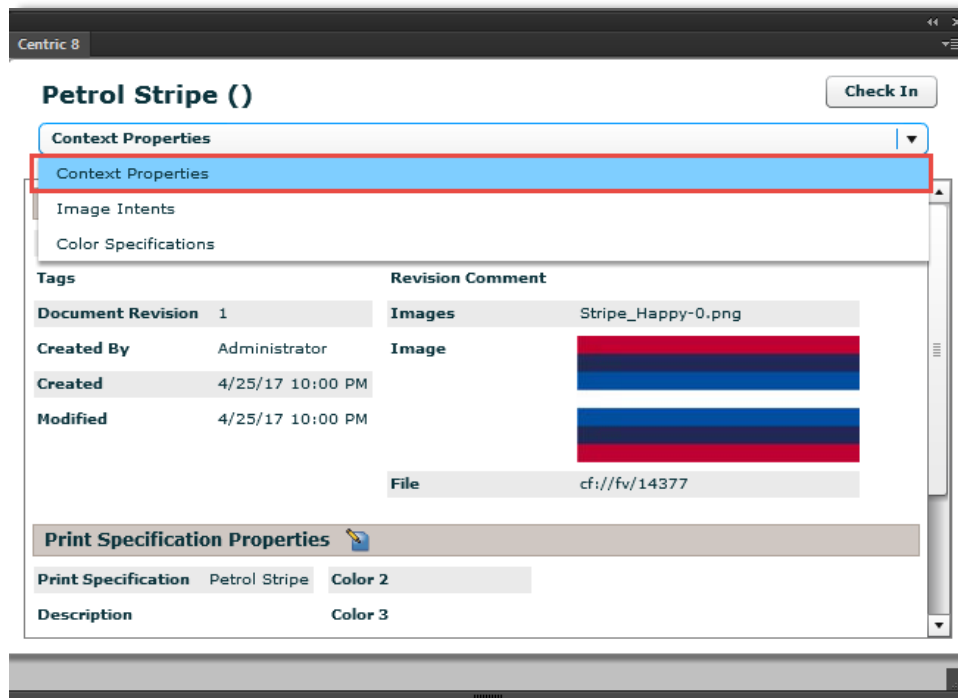 Centric 8
Petrol Stripe ()
Check In
Context Properties
Context Properties
Image Intents
Color Specifications
Tags
Revision Comment
Document Revision 1
Images Stripe_Happy-0.png
Created By Administrator
Image
Created 4/25/17 10:00 PM
Modified 4/25/17 10:00 PM
File cf://fv/14377
Print Specification Properties
Print Specification Petrol Stripe Color 2
Description Color 3